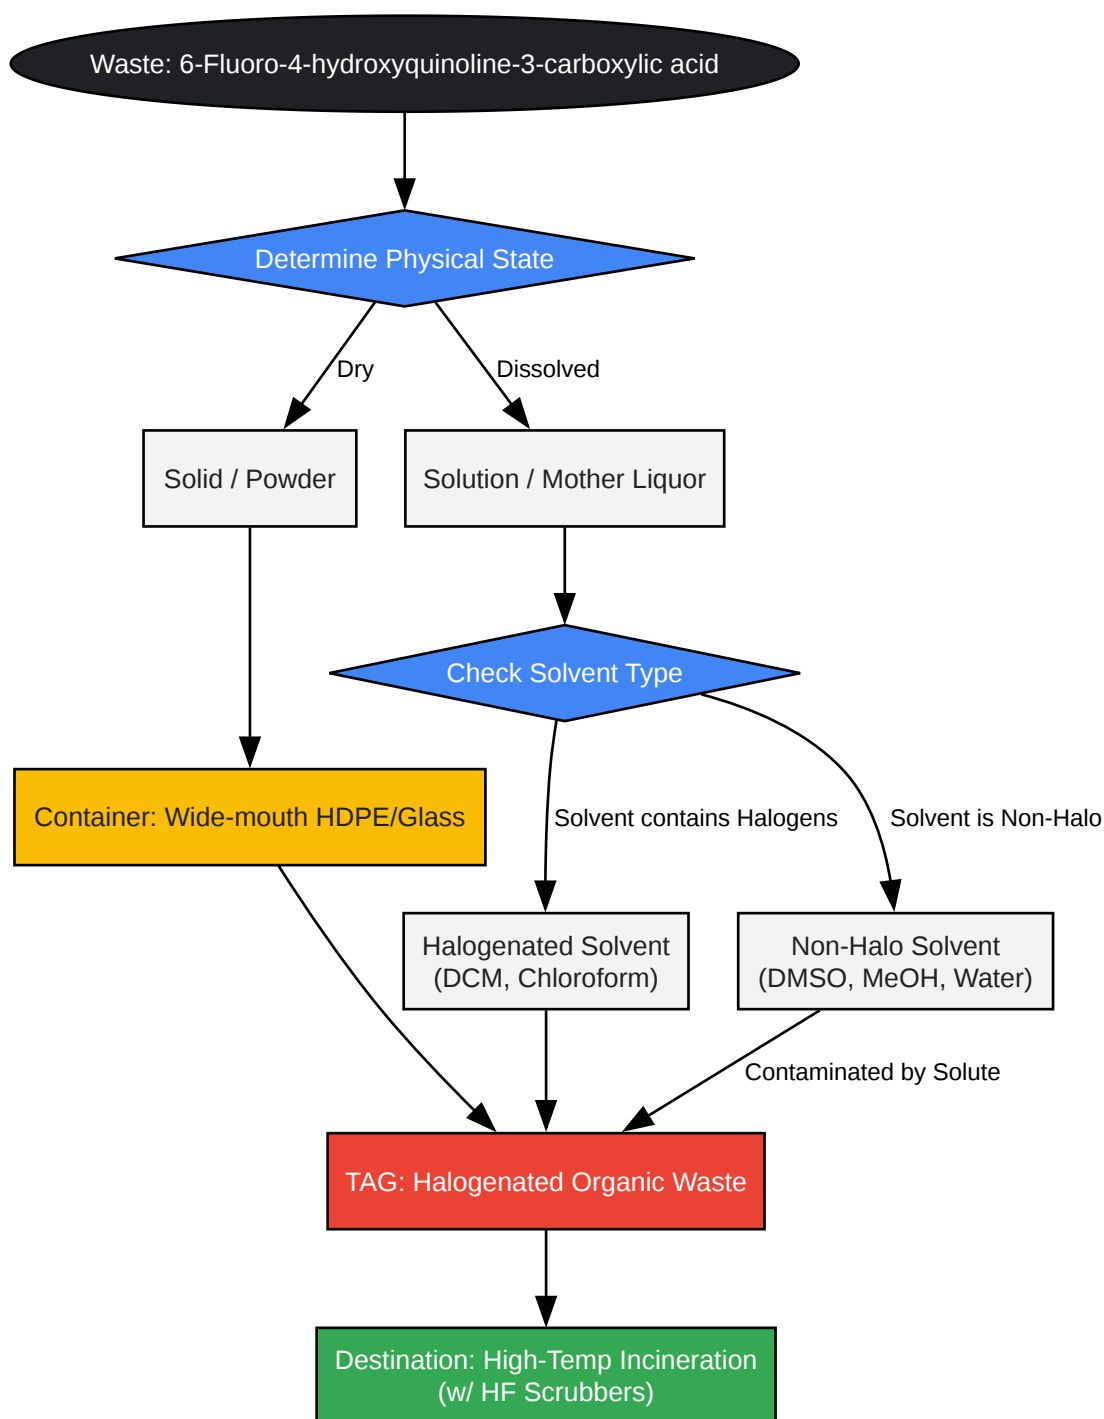 Waste: 6-Fluoro-4-hydroxyquinoline-3-carboxylic acid
Determine Physical State
Dry
Dissolved
Solid / Powder
Solution / Mother Liquor
Check Solvent Type
Container: Wide-mouth HDPE/Glass
Solvent contains Halogens
Solvent is Non-Halo
Halogenated Solvent
(DCM, Chloroform)
Non-Halo Solvent
(DMSO, MeOH, Water)
Contaminated by Solute
TAG: Halogenated Organic Waste
Destination: High-Temp Incineration
(w/ HF Scrubbers)